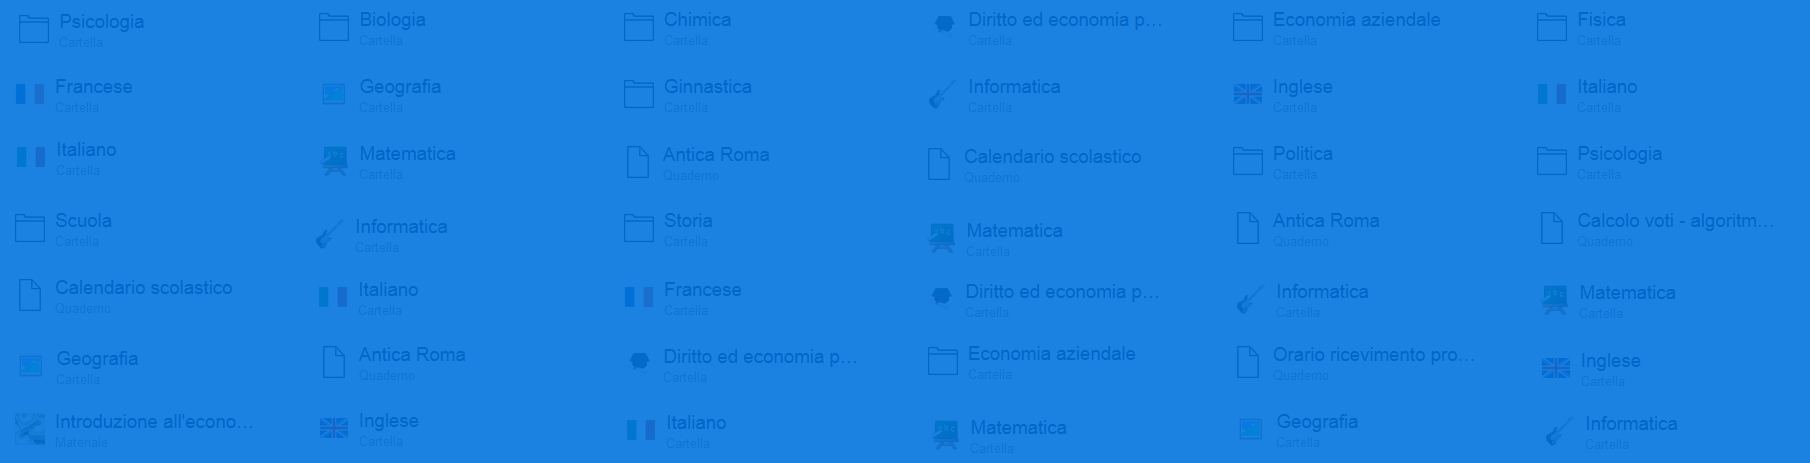 Psicologia
Cartella
Biologia
Cartella
Chimica
Cartella
Diritto ed economia p…
Cartella
Economia aziendale
Cartella
Fisica
Cartella
Francese
Cartella
Geografia
Cartella
Ginnastica
Cartella
Informatica
Cartella
Inglese
Cartella
Italiano
Cartella
Italiano
Cartella
Matematica
Cartella
Antica Roma
Quaderno
Calendario scolastico
Quaderno
Politica
Cartella
Psicologia
Cartella
Scuola
Cartella
Informatica
Cartella
Storia
Cartella
Matematica
Cartella
Antica Roma
Quaderno
Calcolo voti - algoritm…
Quaderno
Calendario scolastico
Quaderno
Italiano
Cartella
Francese
Cartella
Diritto ed economia p…
Cartella
Informatica
Cartella
Matematica
Cartella
Geografia
Cartella
Antica Roma
Quaderno
Diritto ed economia p…
Cartella
Economia aziendale
Cartella
Orario ricevimento pro…
Quaderno
Inglese
Cartella
Introduzione all'econo…
Materiale
Inglese
Cartella
Italiano
Cartella
Matematica
Cartella
Geografia
Cartella
Informatica
Cartella